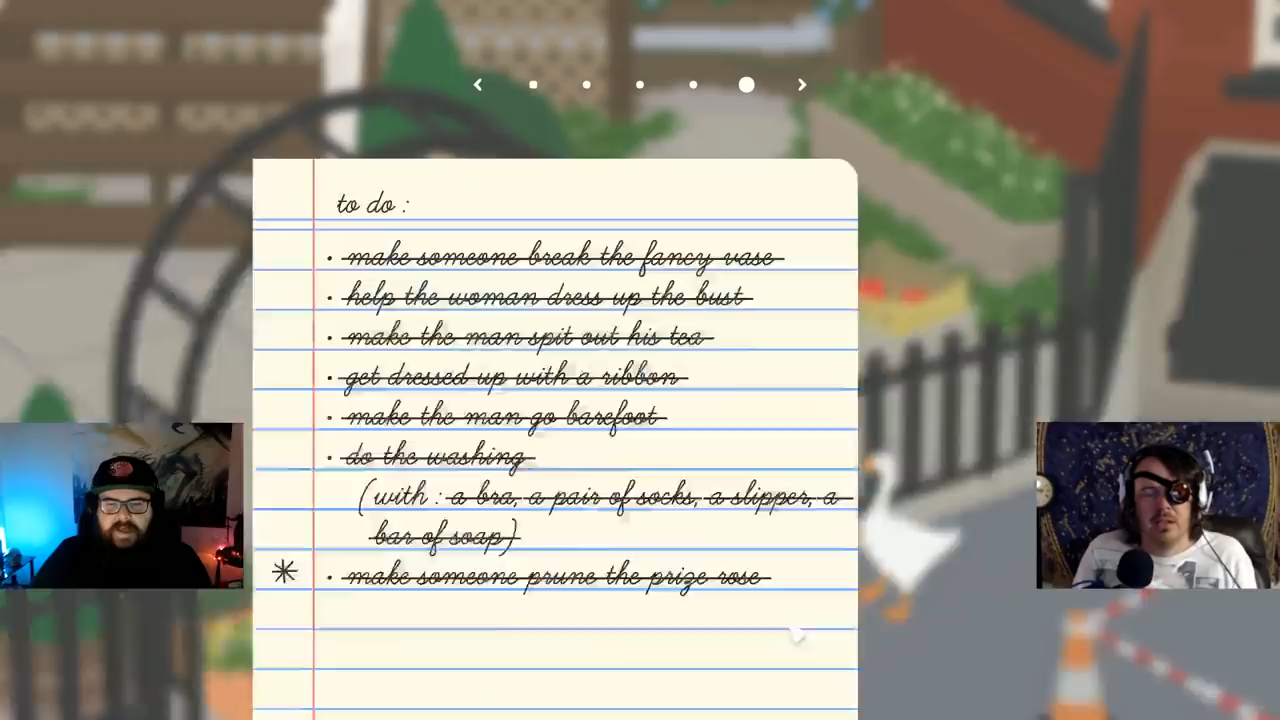 to do :
• make someone break the fancy vase
• help the woman dress up the bust
• make the man spit out his tea
• get dressed up with a ribbon
• make the man go barefoot
• do the washing
(with : a bra, a pair of socks, a slipper, a
bar of soap)
• make someone prune the prize rose